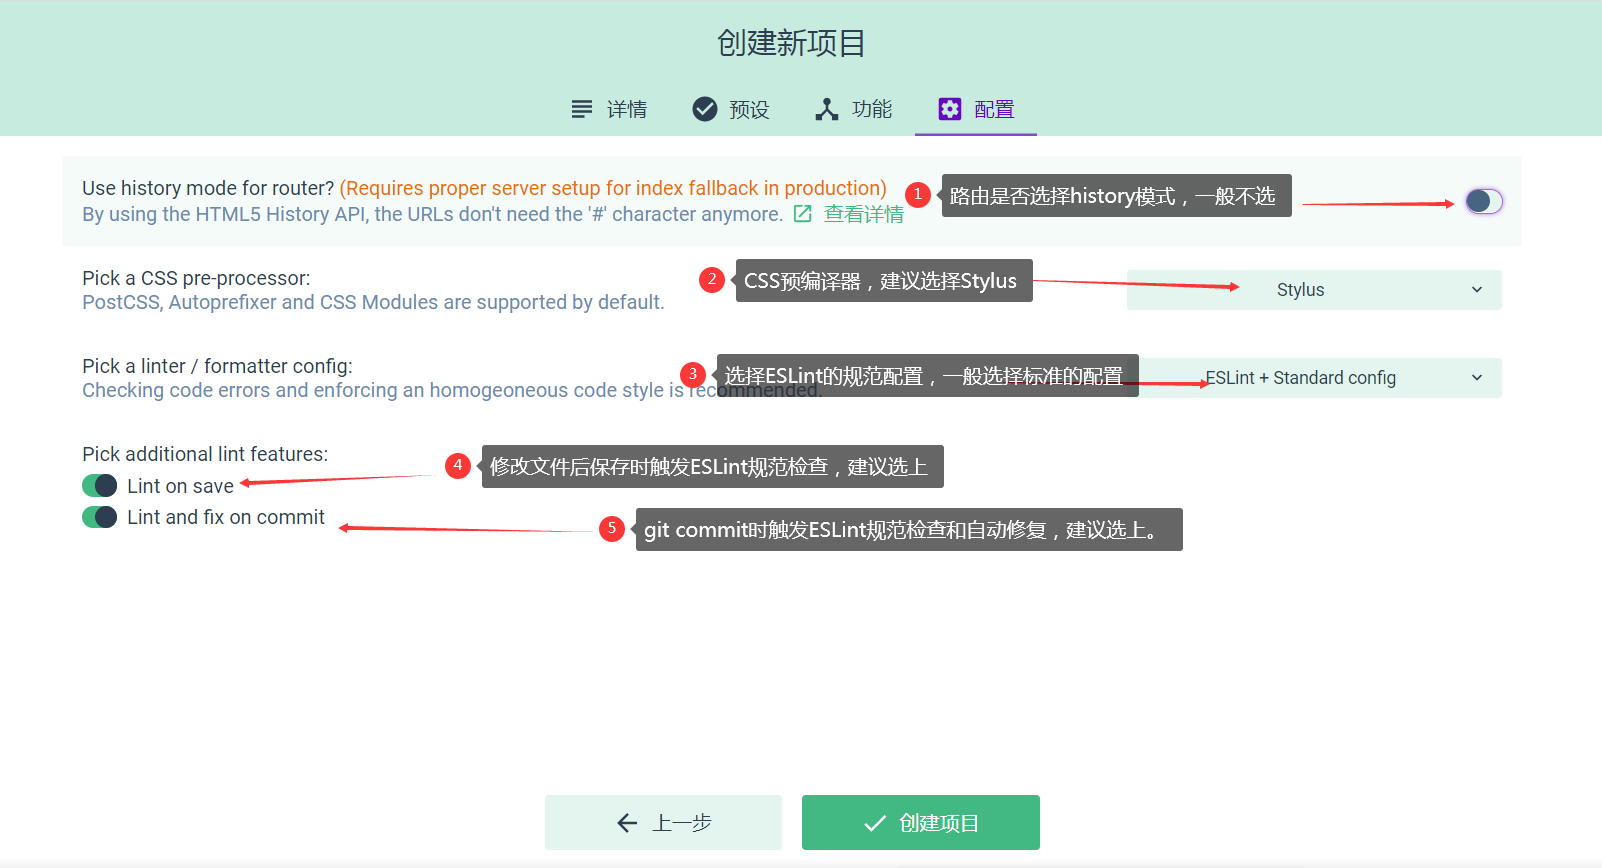 创建新项目
详情
预设
功能
配置
Use history mode for router? (Requires proper server setup for index fallback in production)
By using the HTML5 History API, the URLs don't need the '#' character anymore. 查看详情
1 路由是否选择history模式，一般不选
Pick a CSS pre-processor:
PostCSS, Autoprefixer and CSS Modules are supported by default.
2 CSS预编译器，建议选择Stylus
Stylus
Pick a linter / formatter config:
Checking code errors and enforcing an homogeoneous code style is recommended.
3 选择ESLint的规范配置，一般选择标准的配置
ESLint + Standard config
Pick additional lint features:
Lint on save
4 修改文件后保存时触发ESLint规范检查，建议选上
Lint and fix on commit
5 git commit时触发ESLint规范检查和自动修复，建议选上。
上一步
创建项目